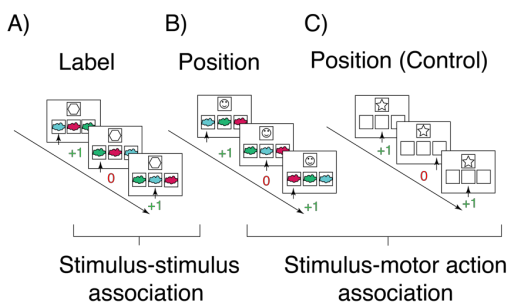 A)
B)
C)
Label
Position
Position (Control)
+1
0
+1
+1
0
+1
+1
0
+1
Stimulus-stimulus
association
Stimulus-motor action
association